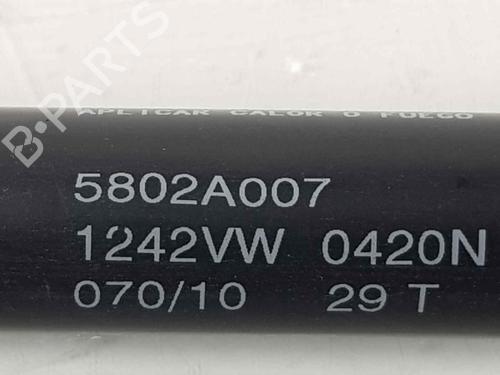 B-PARTS
APLICAR CALOR O FUEGO
5802A007
1242VW 0420N
070/10 29 T